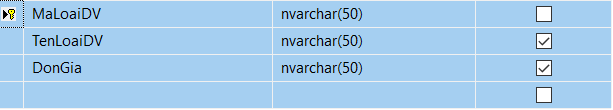 MaLoaiDV nvarchar(50)
TenLoaiDV nvarchar(50)
DonGia nvarchar(50)